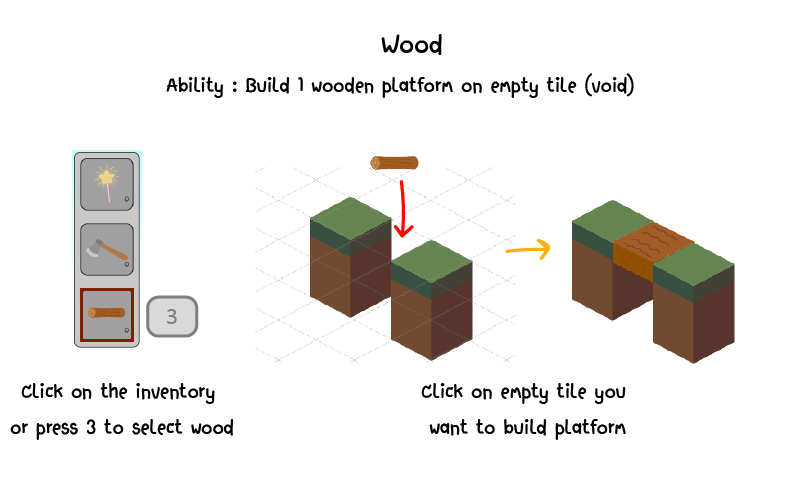 Wood
Ability : Build 1 wooden platform on empty tile (void)
3
Click on the inventory
or press 3 to select wood
Click on empty tile you
want to build platform